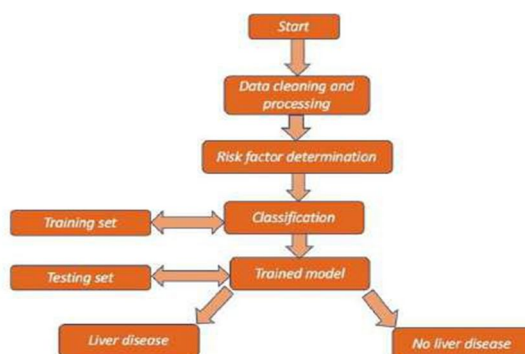 Start
Data cleaning and
processing
Risk factor determination
Training set
Classification
Testing set
Trained model
Liver disease
No liver disease